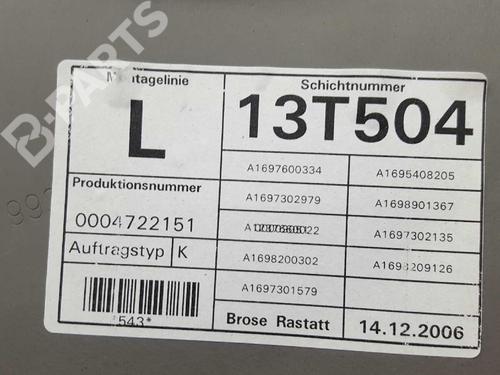 B-PARTS
Montagelinie
L
Schichtnummer
13T504
A1697600334
A1695408205
Produktionsnummer
0004722151
A1697302979
A1698901367
A1697302135
Auftragstyp K
A1698200302
A1698209126
A1697301579
543*
Brose Rastatt
14.12.2006